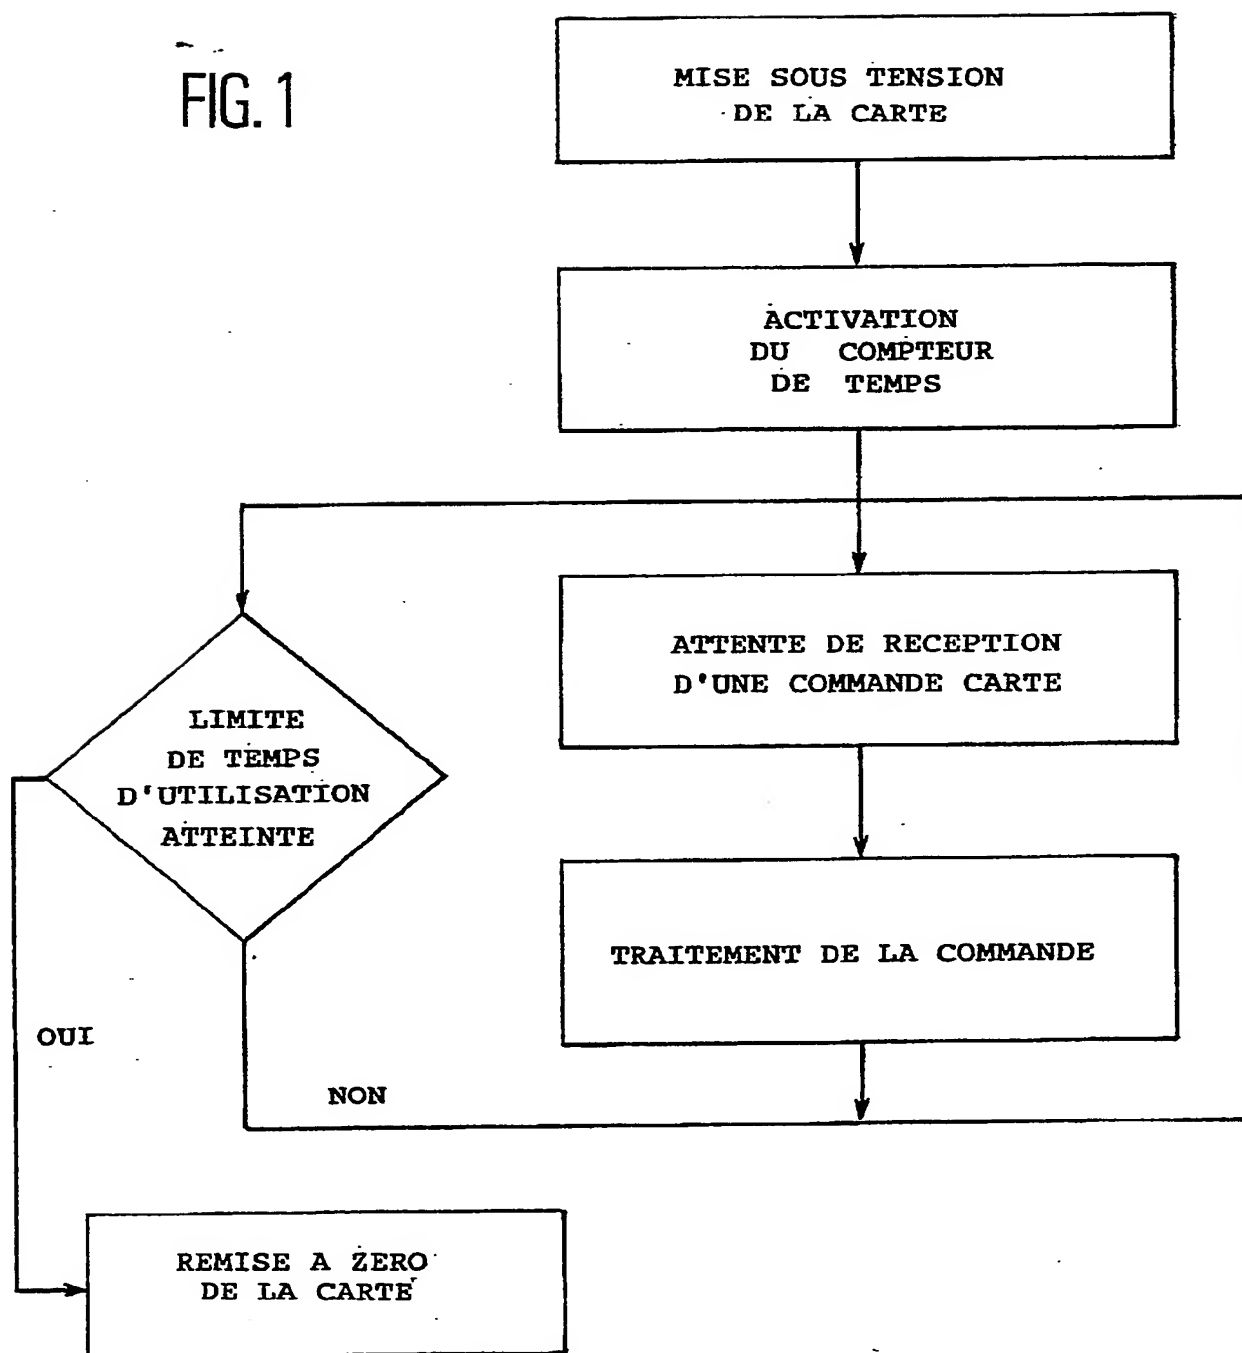 FIG. 1
MISE SOUS TENSION
DE LA CARTE
ACTIVATION
DU COMPTEUR
DE TEMPS
ATTENTE DE RECEPTION
D'UNE COMMANDE CARTE
LIMITE
DE TEMPS
D'UTILISATION
ATTEINTE
TRAITEMENT DE LA COMMANDE
OUI
NON
REMISE A ZERO
DE LA CARTE